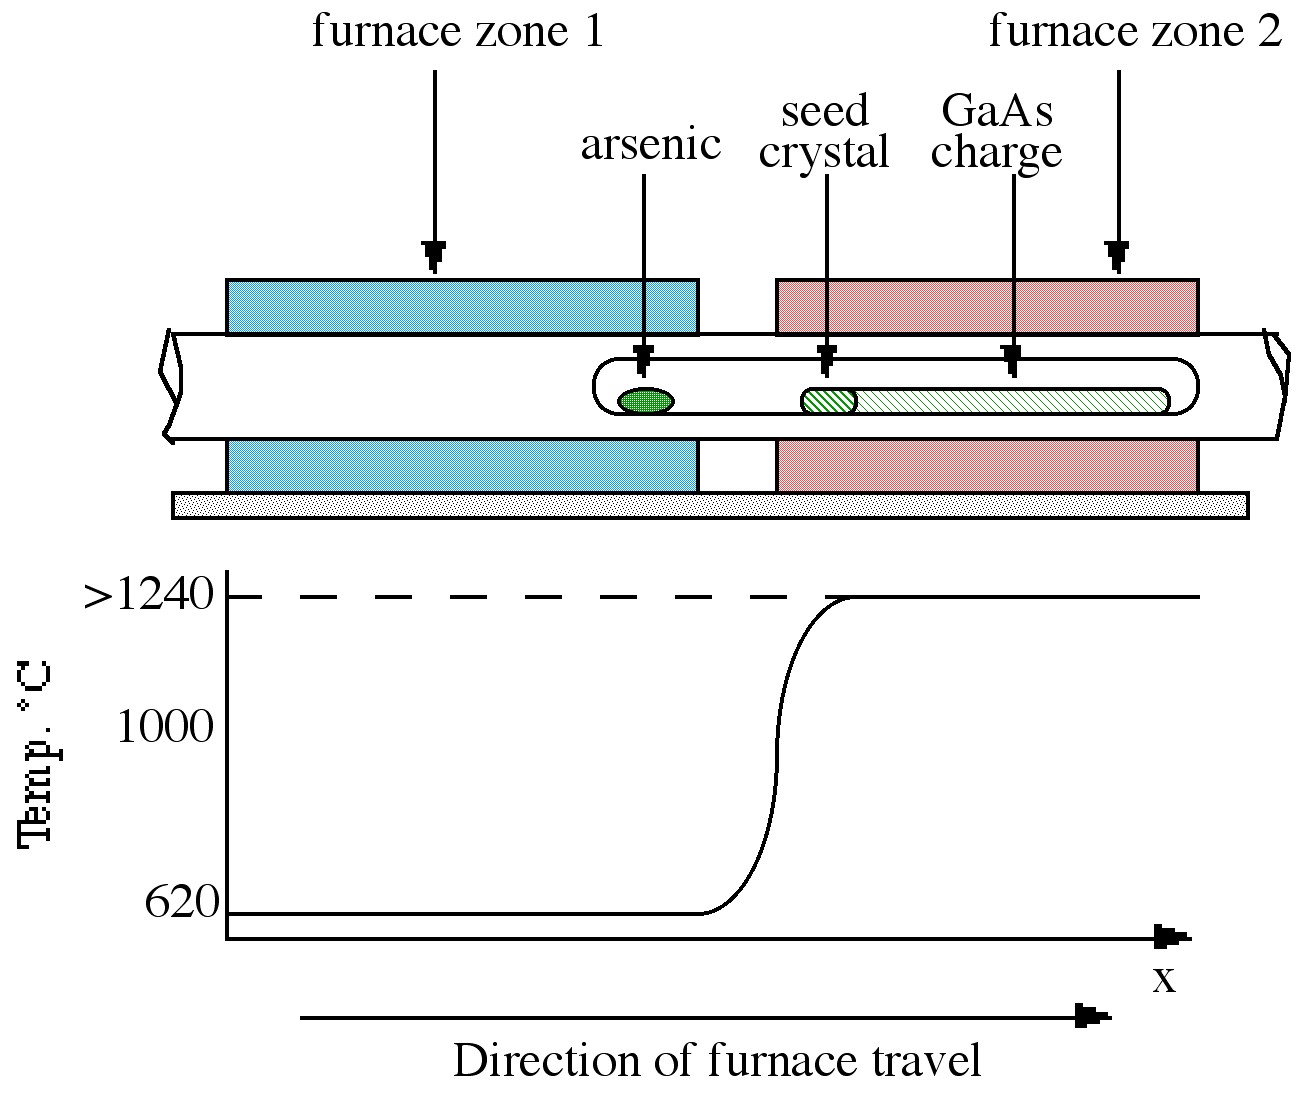 furnace zone 1
furnace zone 2
arsenic
seed
crystal
GaAs
charge
>1240
1000
620
Temp. °C
x
Direction of furnace travel